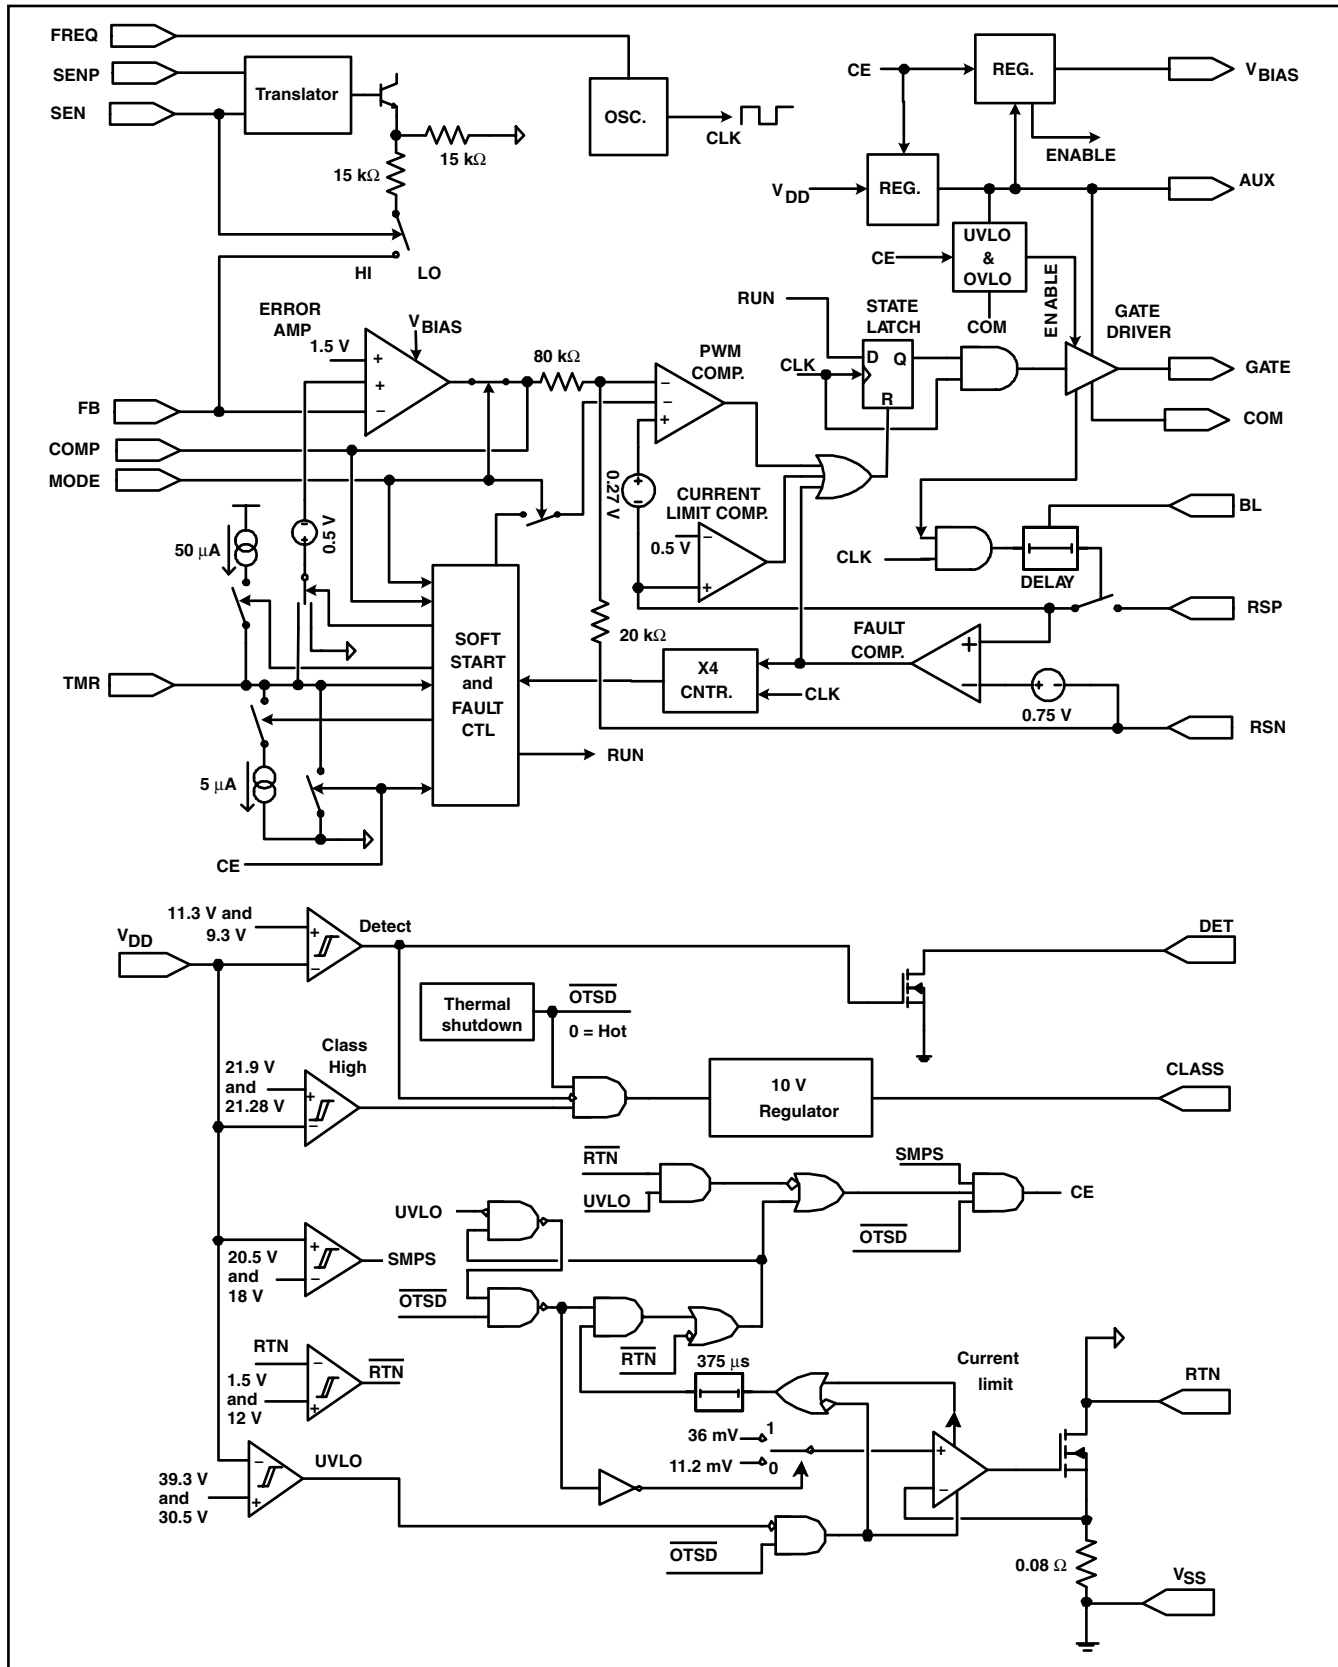 FREQ
SENP
SEN
Translator
15 kΩ
15 kΩ
HI
LO
OSC.
CLK
CE
REG.
V BIAS
ENABLE
V DD
REG.
AUX
CE
UVLO
&
OVLO
COM
ENABLE
GATE
DRIVER
GATE
COM
ERROR
AMP
V BIAS
1.5 V
80 kΩ
PWM
COMP.
RUN
STATE
LATCH
CLK
D
Q
R
FB
COMP
MODE
0.27 V
CURRENT
LIMIT COMP.
0.5 V
BL
CLK
DELAY
RSP
50 µA
0.5 V
20 kΩ
FAULT
COMP.
TMR
SOFT
START
and
FAULT
CTL
X4
CNTR.
CLK
0.75 V
RSN
RUN
5 µA
CE
V DD
11.3 V and
9.3 V
Detect
DET
Thermal
shutdown
OTSD
0 = Hot
Class
High
21.9 V
and
21.28 V
10 V
Regulator
CLASS
RTN
UVLO
SMPS
CE
OTSD
UVLO
20.5 V
and
18 V
SMPS
OTSD
RTN
RTN
1.5 V
and
12 V
RTN
375 µs
Current
limit
RTN
36 mV
1
11.2 mV
0
39.3 V
and
30.5 V
UVLO
OTSD
0.08 Ω
VSS